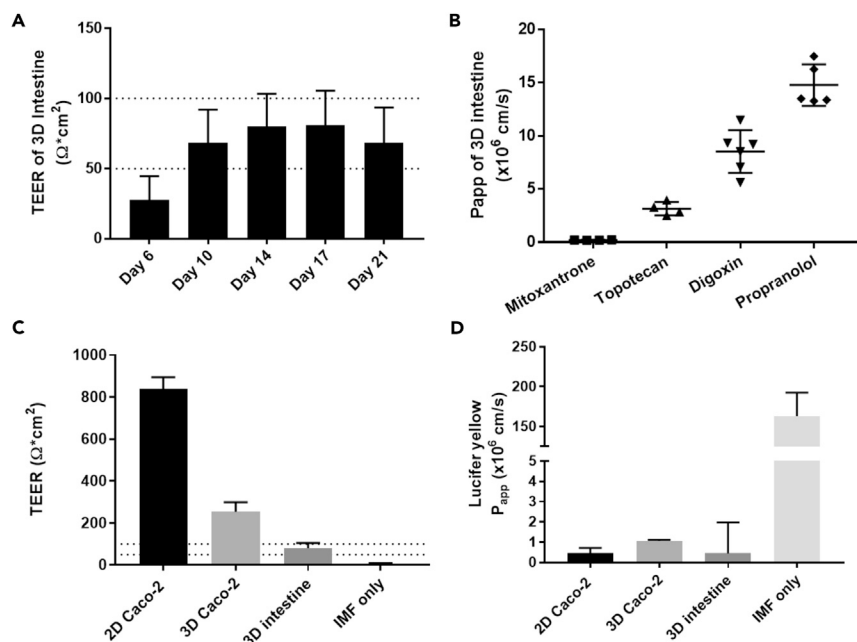 A
TEER of 3D Intestine
(Ω*cm²)
150
100
50
0
Day 6
Day 10
Day 14
Day 17
Day 21
B
Papp of 3D intestine
(x10⁶ cm/s)
20
15
10
5
0
Mitoxantrone
Topotecan
Digoxin
Propranolol
C
TEER (Ω*cm²)
1000
800
600
400
200
0
2D Caco-2
3D Caco-2
3D intestine
IMF only
D
Lucifer yellow
Papp (x10⁶ cm/s)
250
200
150
5
4
3
2
1
0
2D Caco-2
3D Caco-2
3D intestine
IMF only